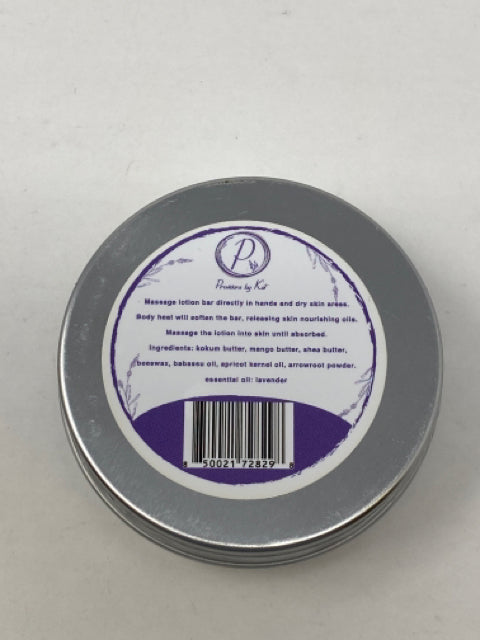 P
by Kat
Massage lotion bar directly in hands and dry skin areas.
Body heat will soften the bar, releasing skin nourishing oils.
Massage the lotion into skin until absorbed.
Ingredients: kokum butter, mango butter, shea butter,
beeswax, babassu oil, apricot kernel oil, arrowroot powder.
essential oil: lavender
8 50021 72829 8